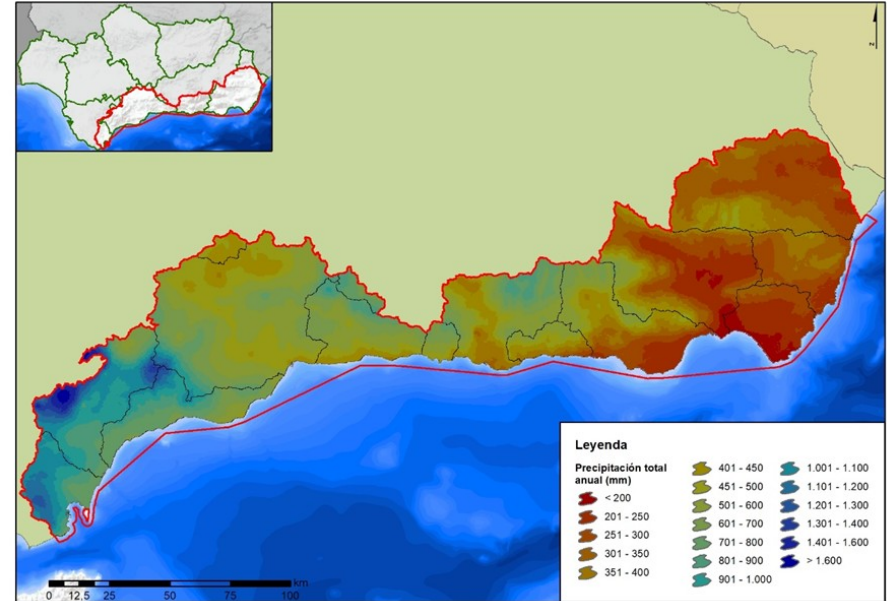 z
Leyenda
Precipitación total
anual (mm)
< 200
201 - 250
251 - 300
301 - 350
351 - 400
401 - 450
451 - 500
501 - 600
601 - 700
701 - 800
801 - 900
901 - 1.000
1.001 - 1.100
1.101 - 1.200
1.201 - 1.300
1.301 - 1.400
1.401 - 1.600
> 1.600
km
0 12,5 25 50 75 100